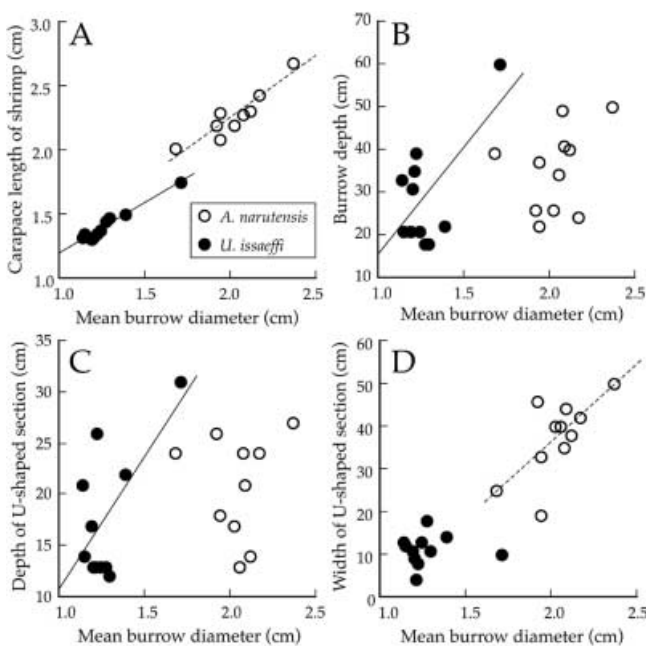 A
Carapace length of shrimp (cm)
3.0
2.5
2.0
1.5
1.0
1.0 1.5 2.0 2.5
Mean burrow diameter (cm)
A. narutensis
U. issaeffi
B
Burrow depth (cm)
70
60
50
40
30
20
10
1.0 1.5 2.0 2.5
Mean burrow diameter (cm)
C
Depth of U-shaped section (cm)
35
30
25
20
15
10
1.0 1.5 2.0 2.5
Mean burrow diameter (cm)
D
Width of U-shaped section (cm)
60
50
40
30
20
10
0
1.0 1.5 2.0 2.5
Mean burrow diameter (cm)